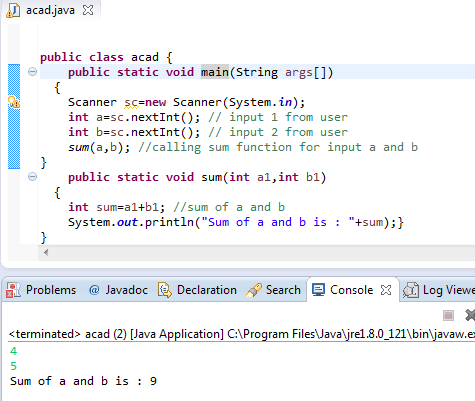 acad.java
public class acad {
public static void main(String args[])
{
Scanner sc=new Scanner(System.in);
int a=sc.nextInt(); // input 1 from user
int b=sc.nextInt(); // input 2 from user
sum(a,b); //calling sum function for input a and b
}
public static void sum(int a1,int b1)
{
int sum=a1+b1; //sum of a and b
System.out.println("Sum of a and b is : "+sum);}
}
Problems @ Javadoc Declaration Search Console Log Viewe
<terminated> acad (2) [Java Application] C:\Program Files\Java\jre1.8.0_121\bin\javaw.e
4
5
Sum of a and b is : 9